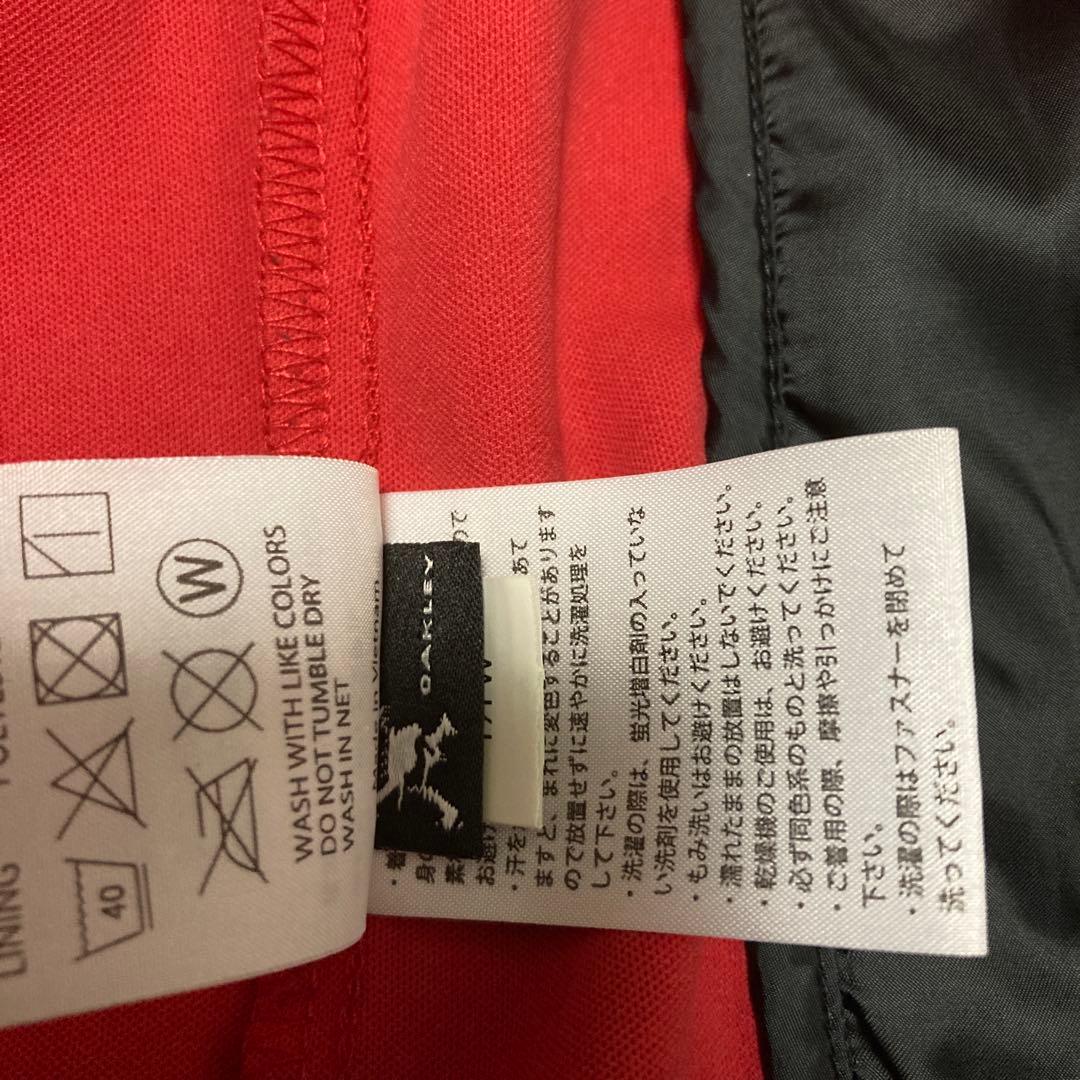 LINING
40
W
WASH WITH LIKE COLORS
DO NOT TUMBLE DRY
WASH IN NET
Made in Vietnam
OAKLEY
ので
あて
・汗を
ますと、まれに変色することがあります
ので放置せずに速やかに洗濯処理を
して下さい。
・洗濯の際は、蛍光増白剤の入っていな
い洗剤を使用してください。
・もみ洗いはお避けください。
・濡れたままの放置はしないでください。
・乾燥機のご使用は、お避けください。
・必ず同色系のものと洗ってください。
・ご着用の際、摩擦や引っかけにご注意
下さい。
・洗濯の際はファスナーを閉めて
洗ってください。